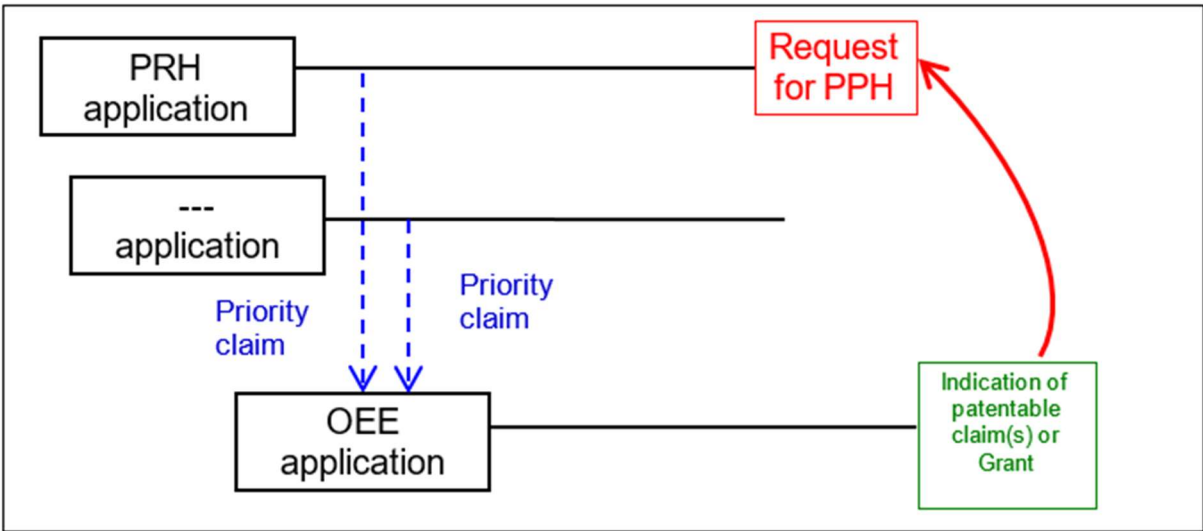 PRH
application
Request
for PPH
---
application
Priority
claim
Priority
claim
OEE
application
Indication of
patentable
claim(s) or
Grant